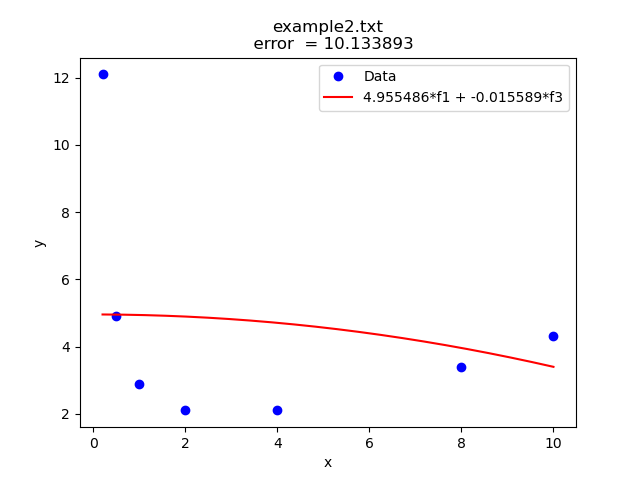 example2.txt
error = 10.133893
Data
4.955486*f1 + -0.015589*f3
12
10
8
6
4
2
y
0 2 4 6 8 10
x